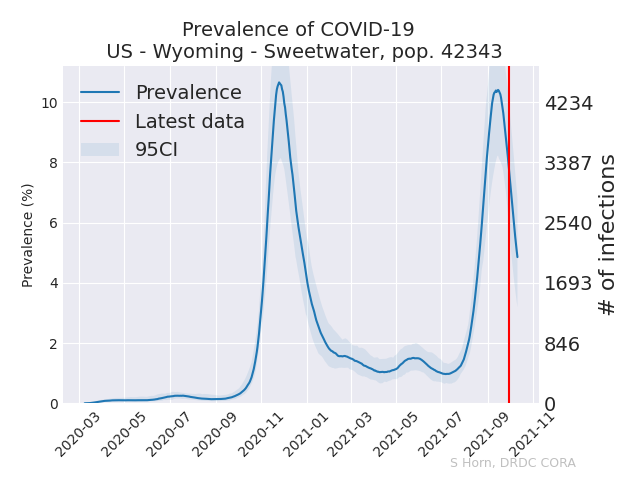 Prevalence of COVID-19
US - Wyoming - Sweetwater, pop. 42343
Prevalence
Latest data
95CI
Prevalence (%)
10
8
6
4
2
0
4234
3387
2540
1693
846
0
# of infections
2020-03
2020-05
2020-07
2020-09
2020-11
2021-01
2021-03
2021-05
2021-07
2021-09
2021-11
S Horn, DRDC CORA